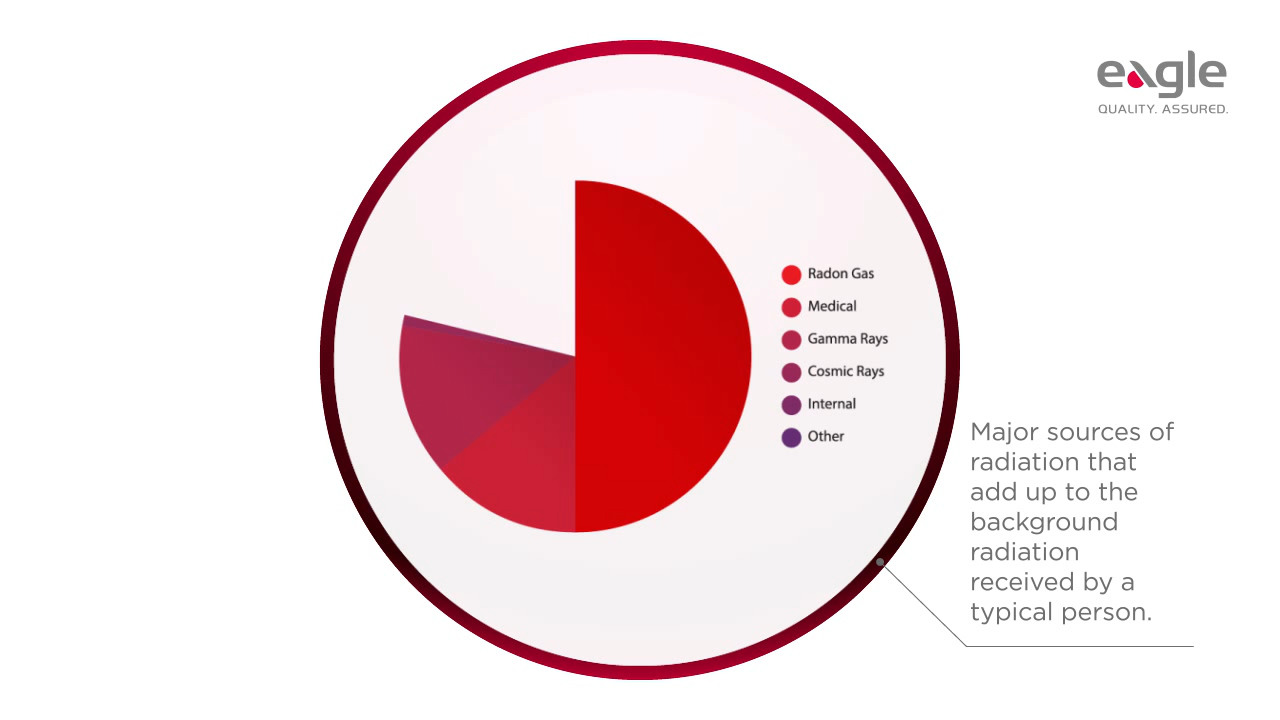 eagle
QUALITY. ASSURED.
Radon Gas
Medical
Gamma Rays
Cosmic Rays
Internal
Other
Major sources of
radiation that
add up to the
background
radiation
received by a
typical person.